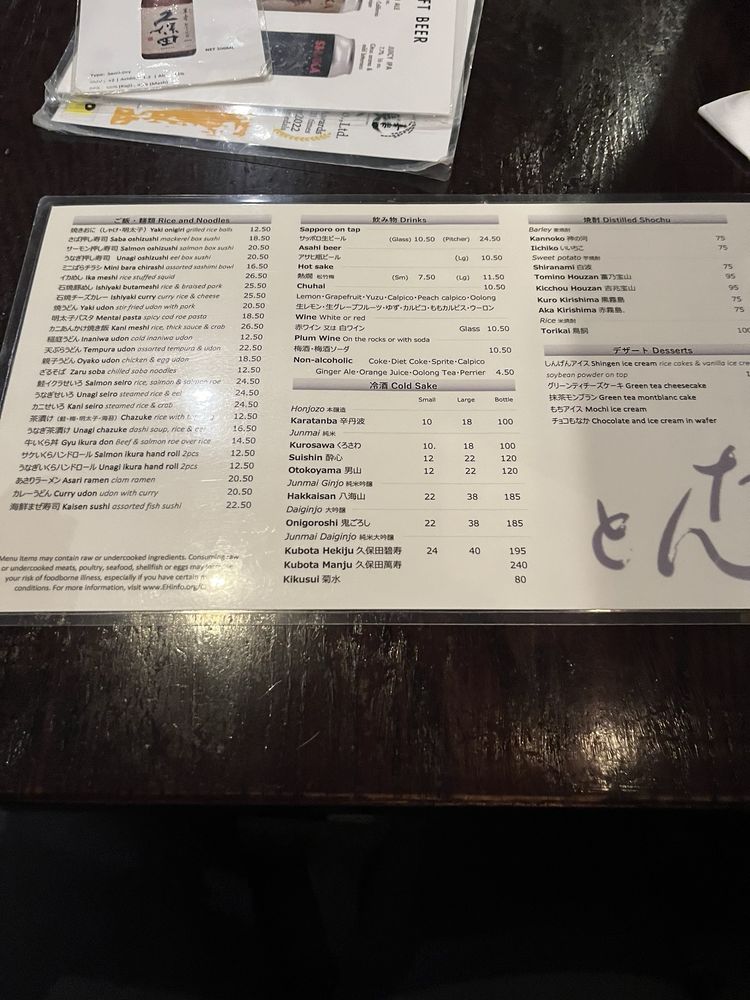 久保田
NET 300ML
Type: Semi-dry
FT BEER
JUICY IPA
Ltd.
2022
ご飯・麺類 Rice and Noodles
焼きおに (しゃけ・明太子) Yaki onigiri grilled rice balls 12.50
さば押し寿司 Saba oshizushi mackerel box sushi 18.50
サーモン押し寿司 Salmon oshizushi salmon box sushi 20.50
うなぎ押し寿司 Unagi oshizushi eel box sushi 20.50
ミニばらチラシ Mini bara chirashi assorted sashimi bowl 16.50
イカめし Ika meshi rice stuffed squid 26.50
石焼豚めし Ishiyaki butameshi rice & braised pork 25.50
石焼チーズカレー Ishiyaki curry curry rice & cheese 25.50
焼うどん Yaki udon stir fried udon with pork 20.50
明太子パスタ Mentai pasta spicy cod roe pasta 18.50
カニあんかけ焼き飯 Kani meshi rice, thick sauce & crab 26.50
稲庭うどん Inaniwa udon cold inaniwa udon 12.50
天ぷらうどん Tempura udon assorted tempura & udon 22.50
親子うどん Oyako udon chicken & egg udon 18.50
ざるそば Zaru soba chilled soba noodles 12.50
鮭イクラせいろ Salmon seiro rice, salmon & salmon roe 24.50
うなぎせいろ Unagi seiro steamed rice & eel 24.50
カニせいろ Kani seiro steamed rice & crab 24.50
茶漬け (鮭・梅・明太子・海苔) Chazuke rice with 12.50
うなぎ茶漬け Unagi chazuke dashi soup, rice & eel 16.50
牛いくら丼 Gyu ikura don Beef & salmon roe over rice 14.50
サケいくらハンドロール Salmon ikura hand roll 2pcs 12.50
うなぎいくらハンドロール Unagi ikura hand roll 2pcs 12.50
あさりラーメン Asari ramen clam ramen 20.50
カレーうどん Curry udon udon with curry 20.50
海鮮まぜ寿司 Kaisen sushi assorted fish sushi 22.50
Menu items may contain raw or undercooked ingredients. Consuming raw
or undercooked meats, poultry, seafood, shellfish or eggs may increase
your risk of foodborne illness, especially if you have certain
conditions. For more information, visit www.EHinfo.org/
飲み物 Drinks
Sapporo on tap
サッポロ生ビール (Glass) 10.50 (Pitcher) 24.50
Asahi beer
アサヒ瓶ビール (Lg) 10.50
Hot sake
熱燗 松竹梅 (Sm) 7.50 (Lg) 11.50
Chuhai 10.50
Lemon・Grapefruit・Yuzu・Calpico・Peach calpico・Oolong
生レモン・生グレープフルーツ・ゆず・カルピコ・ももカルピス・ウーロン
Wine White or red
赤ワイン 又は 白ワイン Glass 10.50
Plum Wine On the rocks or with soda
梅酒・梅酒ソーダ 10.50
Non-alcoholic Coke・Diet Coke・Sprite・Calpico
Ginger Ale・Orange Juice・Oolong Tea・Perrier 4.50
冷酒 Cold Sake
Small Large Bottle
Honjozo 本醸造
Karatanba 辛丹波 10 18 100
Junmai 純米
Kurosawa くろさわ 10. 18 100
Suishin 酔心 12 22 120
Otokoyama 男山 12 22 120
Junmai Ginjo 純米吟醸
Hakkaisan 八海山 22 38 185
Daiginjo 大吟醸
Onigoroshi 鬼ごろし 22 38 185
Junmai Daiginjo 純米大吟醸
Kubota Hekiju 久保田碧寿 24 40 195
Kubota Manju 久保田萬寿 240
Kikusui 菊水 80
焼酎 Distilled Shochu
Barley 麦焼酎
Kannoko 神の河 75
Iichiko いいちこ 75
Sweet potato 芋焼酎
Shiranami 白波 75
Tomino Houzan 富乃宝山 95
Kicchou Houzan 吉兆宝山 95
Kuro Kirishima 黒霧島 75
Aka Kirishima 赤霧島. 75
Rice 米焼酎
Torikai 鳥飼 100
デザート Desserts
しんげんアイス Shingen ice cream rice cakes & vanilla ice cre
soybean powder on top
グリーンティチーズケーキ Green tea cheesecake
抹茶モンブラン Green tea montblanc cake
もちアイス Mochi ice cream
チョコもなか Chocolate and ice cream in wafer
とんた